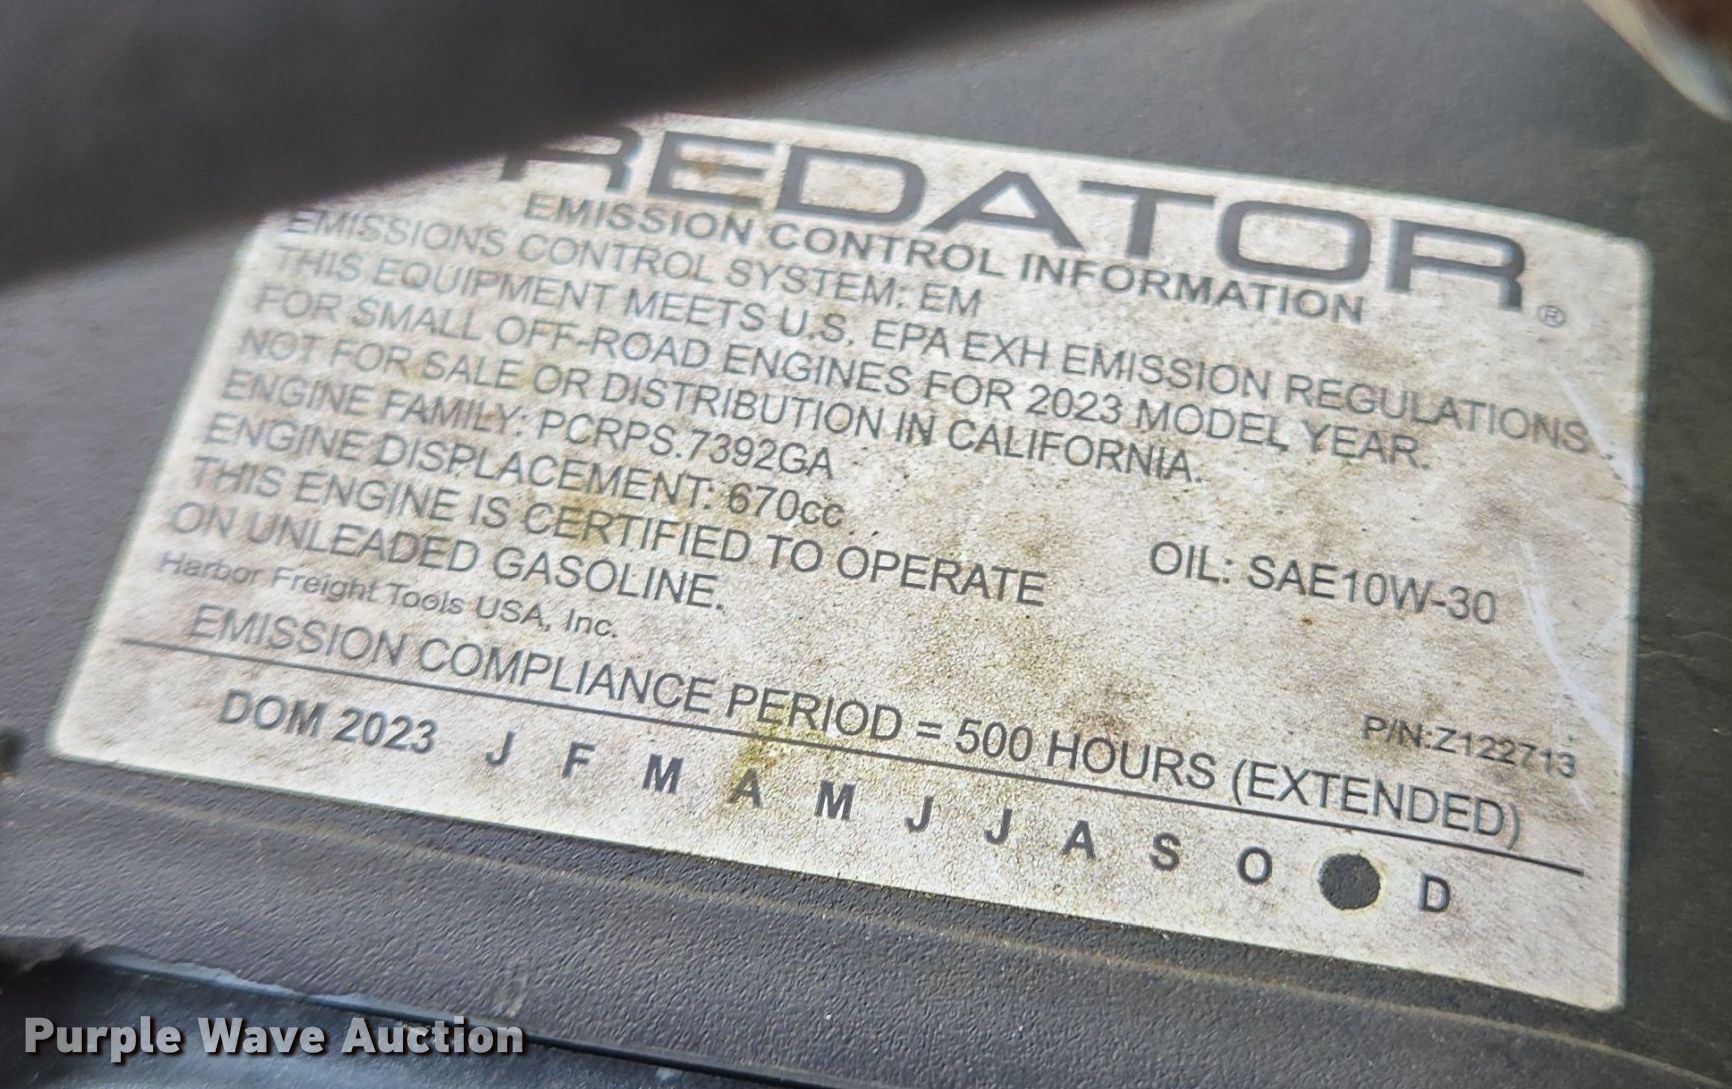 REDATOR®
EMISSION CONTROL INFORMATION
EMISSIONS CONTROL SYSTEM: EM
THIS EQUIPMENT MEETS U.S. EPA EXH EMISSION REGULATIONS
FOR SMALL OFF-ROAD ENGINES FOR 2023 MODEL YEAR.
NOT FOR SALE OR DISTRIBUTION IN CALIFORNIA.
ENGINE FAMILY: PCRPS.7392GA
ENGINE DISPLACEMENT: 670cc
THIS ENGINE IS CERTIFIED TO OPERATE
ON UNLEADED GASOLINE.
OIL: SAE10W-30
Harbor Freight Tools USA, Inc.
P/N:Z122713
EMISSION COMPLIANCE PERIOD = 500 HOURS (EXTENDED)
DOM 2023 J F M A M J J A S O D
Purple Wave Auction